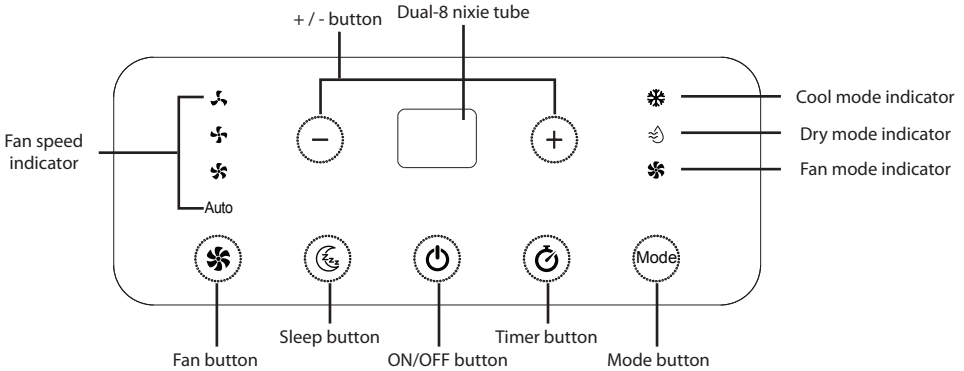 + / - button
Dual-8 nixie tube
Fan speed
indicator
Cool mode indicator
Dry mode indicator
Fan mode indicator
− +
Auto
zzz
Mode
Sleep button
Timer button
Fan button
ON/OFF button
Mode button